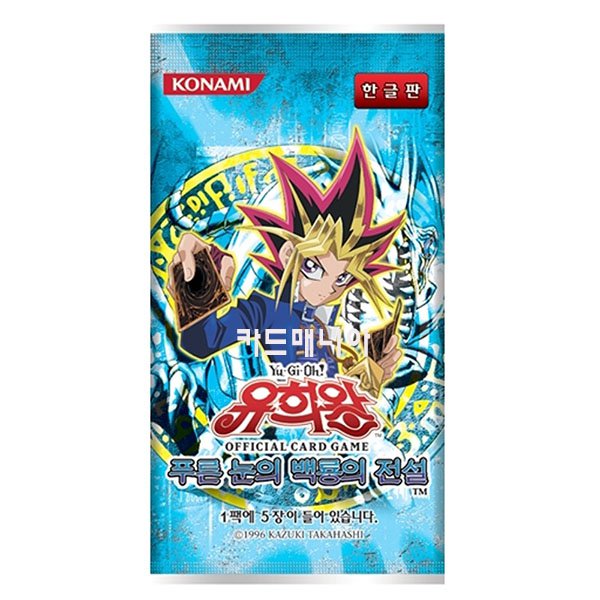 KONAMI
한글판
카드매니아
Yu-Gi-Oh!
유희왕
TM
OFFICIAL CARD GAME
푸른 눈의 백룡의 전설
TM
1팩에 5장이 들어 있습니다.
©1996 KAZUKI TAKAHASHI